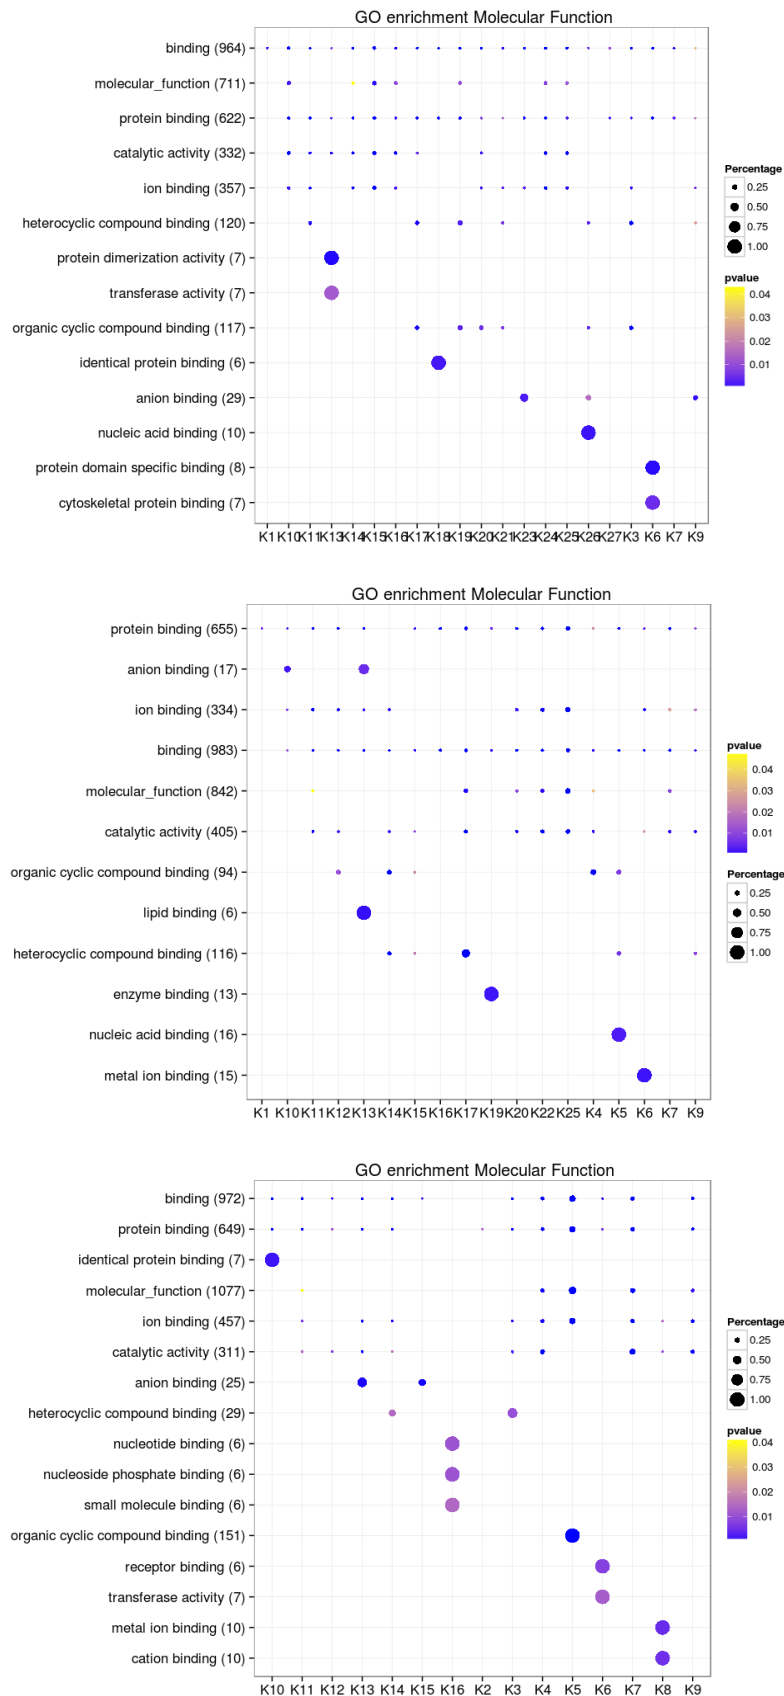 GO enrichment Molecular Function
binding (964)
molecular_function (711)
protein binding (622)
catalytic activity (332)
ion binding (357)
heterocyclic compound binding (120)
protein dimerization activity (7)
transferase activity (7)
organic cyclic compound binding (117)
identical protein binding (6)
anion binding (29)
nucleic acid binding (10)
protein domain specific binding (8)
cytoskeletal protein binding (7)
K1 K10 K11 K13 K14 K15 K16 K17 K18 K19 K20 K21 K23 K24 K25 K26 K27 K3 K6 K7 K9
Percentage
0.25
0.50
0.75
1.00
pvalue
0.04
0.03
0.02
0.01
GO enrichment Molecular Function
protein binding (655)
anion binding (17)
ion binding (334)
binding (983)
molecular_function (842)
catalytic activity (405)
organic cyclic compound binding (94)
lipid binding (6)
heterocyclic compound binding (116)
enzyme binding (13)
nucleic acid binding (16)
metal ion binding (15)
K1 K10 K11 K12 K13 K14 K15 K16 K17 K19 K20 K22 K25 K4 K5 K6 K7 K9
pvalue
0.04
0.03
0.02
0.01
Percentage
0.25
0.50
0.75
1.00
GO enrichment Molecular Function
binding (972)
protein binding (649)
identical protein binding (7)
molecular_function (1077)
ion binding (457)
catalytic activity (311)
anion binding (25)
heterocyclic compound binding (29)
nucleotide binding (6)
nucleoside phosphate binding (6)
small molecule binding (6)
organic cyclic compound binding (151)
receptor binding (6)
transferase activity (7)
metal ion binding (10)
cation binding (10)
K10 K11 K12 K13 K14 K15 K16 K2 K3 K4 K5 K6 K7 K8 K9
Percentage
0.25
0.50
0.75
1.00
pvalue
0.04
0.03
0.02
0.01